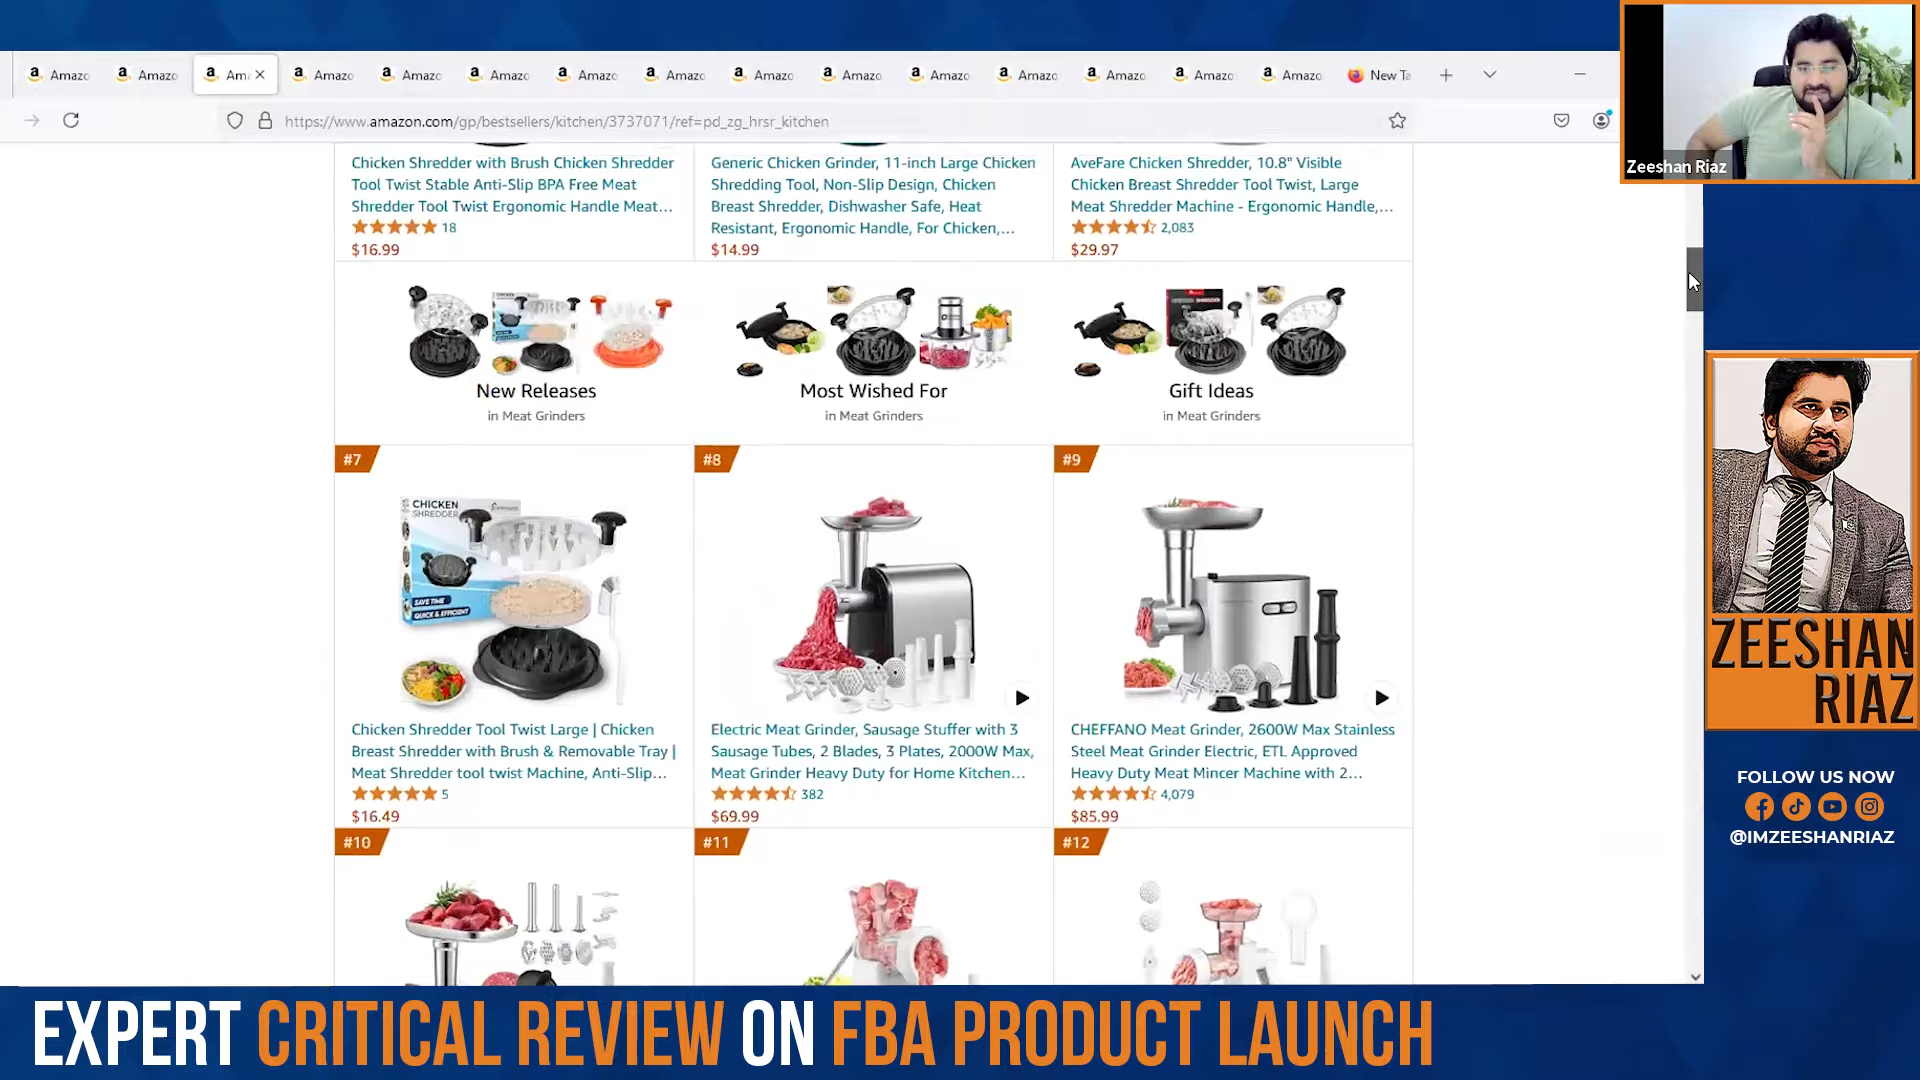 Amazo
Amazo
Am
Amazo
Amazo
Amazo
Amazo
Amazo
Amazo
Amazo
Amazo
Amazo
Amazo
Amazo
Amazo
New Ta
https://www.amazon.com/gp/bestsellers/kitchen/3737071/ref=pd_zg_hrsr_kitchen
Zeeshan Riaz
Chicken Shredder with Brush Chicken Shredder
Tool Twist Stable Anti-Slip BPA Free Meat
Shredder Tool Twist Ergonomic Handle Meat...
18
$16.99
Generic Chicken Grinder, 11-inch Large Chicken
Shredding Tool, Non-Slip Design, Chicken
Breast Shredder, Dishwasher Safe, Heat
Resistant, Ergonomic Handle, For Chicken,...
$14.99
AveFare Chicken Shredder, 10.8" Visible
Chicken Breast Shredder Tool Twist, Large
Meat Shredder Machine - Ergonomic Handle,...
2,083
$29.97
New Releases
in Meat Grinders
Most Wished For
in Meat Grinders
Gift Ideas
in Meat Grinders
#7
CHICKEN
SHREDDER
SAVE TIME
QUICK & EFFICIENT
Chicken Shredder Tool Twist Large | Chicken
Breast Shredder with Brush & Removable Tray |
Meat Shredder tool twist Machine, Anti-Slip...
5
$16.49
#8
Electric Meat Grinder, Sausage Stuffer with 3
Sausage Tubes, 2 Blades, 3 Plates, 2000W Max,
Meat Grinder Heavy Duty for Home Kitchen...
382
$69.99
#9
CHEFFANO Meat Grinder, 2600W Max Stainless
Steel Meat Grinder Electric, ETL Approved
Heavy Duty Meat Mincer Machine with 2...
4,079
$85.99
#10
#11
#12
ZEESHAN
RIAZ
FOLLOW US NOW
@IMZEESHANRIAZ
EXPERT CRITICAL REVIEW ON FBA PRODUCT LAUNCH